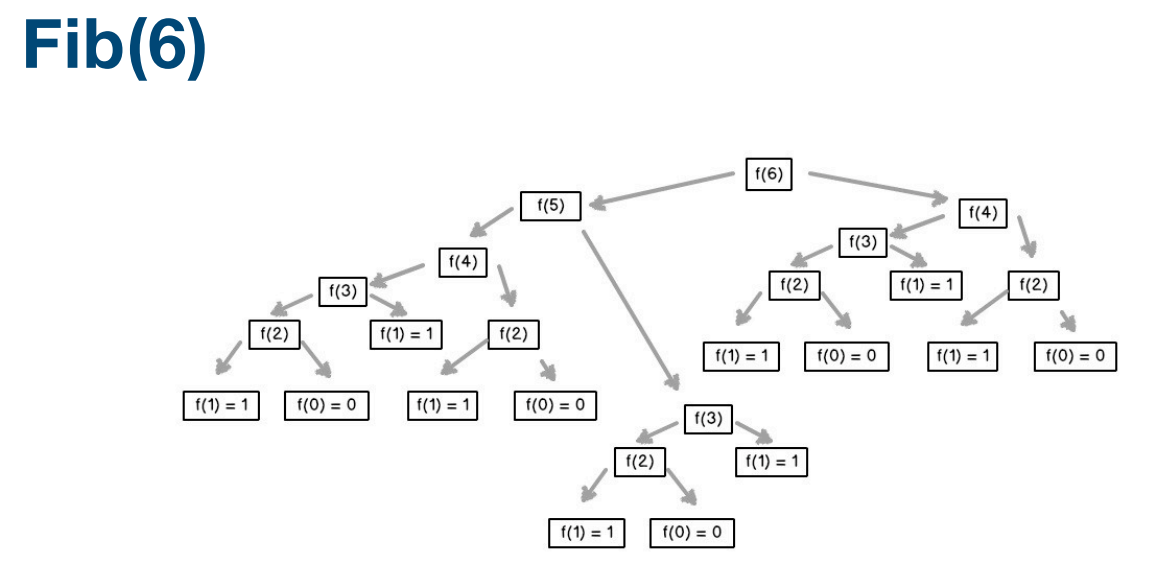 Fib(6)
f(6)
f(5)
f(4)
f(3)
f(4)
f(2)
f(1) = 1
f(2)
f(3)
f(2)
f(1) = 1
f(2)
f(1) = 1
f(0) = 0
f(1) = 1
f(0) = 0
f(1) = 1
f(0) = 0
f(1) = 1
f(0) = 0
f(3)
f(2)
f(1) = 1
f(1) = 1
f(0) = 0